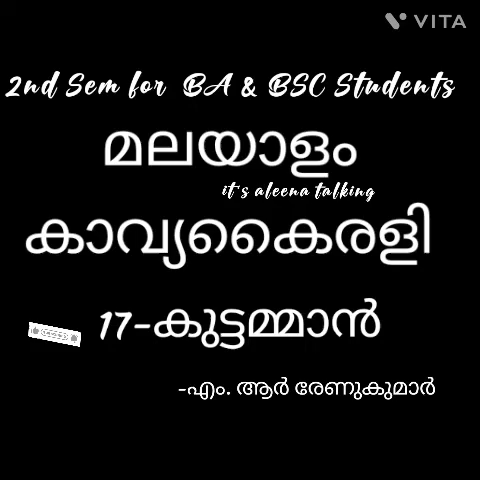 VITA
2nd Sem for BA & BSC Students
മലയാളം
it's aleena talking
കാവ്യകൈരളി
17-കുട്ടമ്മാൻ
-എം. ആർ രേണുകുമാർ